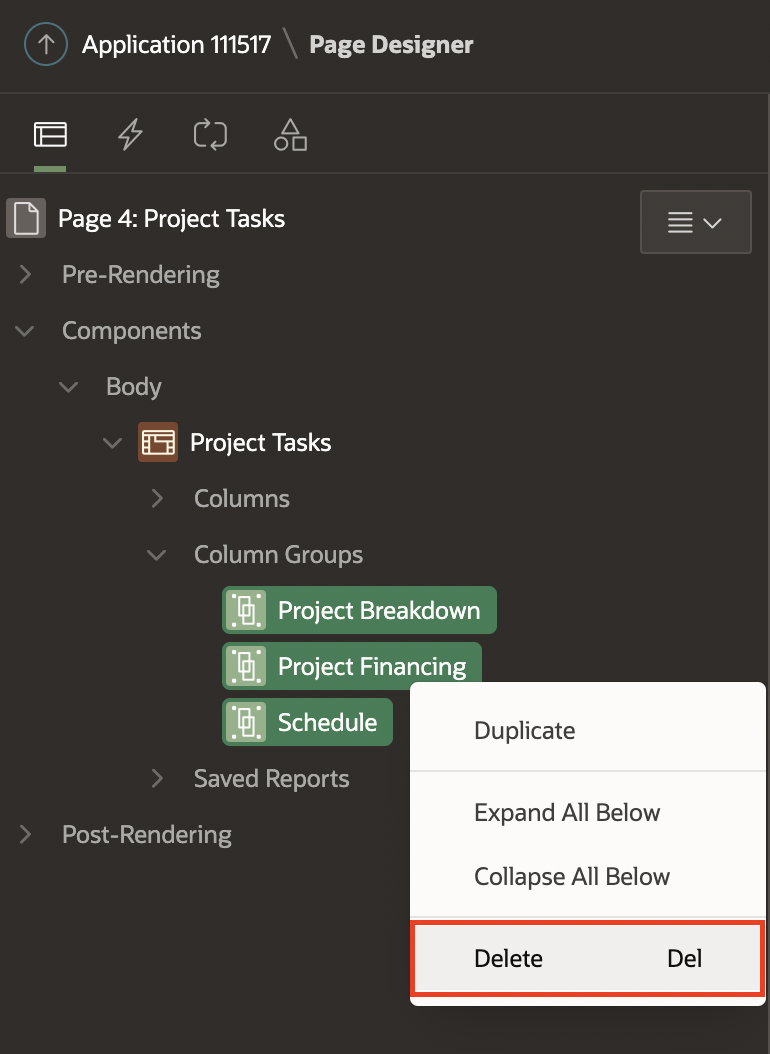 Application 111517 \ Page Designer
Page 4: Project Tasks
Pre-Rendering
Components
Body
Project Tasks
Columns
Column Groups
Project Breakdown
Project Financing
Schedule
Saved Reports
Post-Rendering
Duplicate
Expand All Below
Collapse All Below
Delete Del